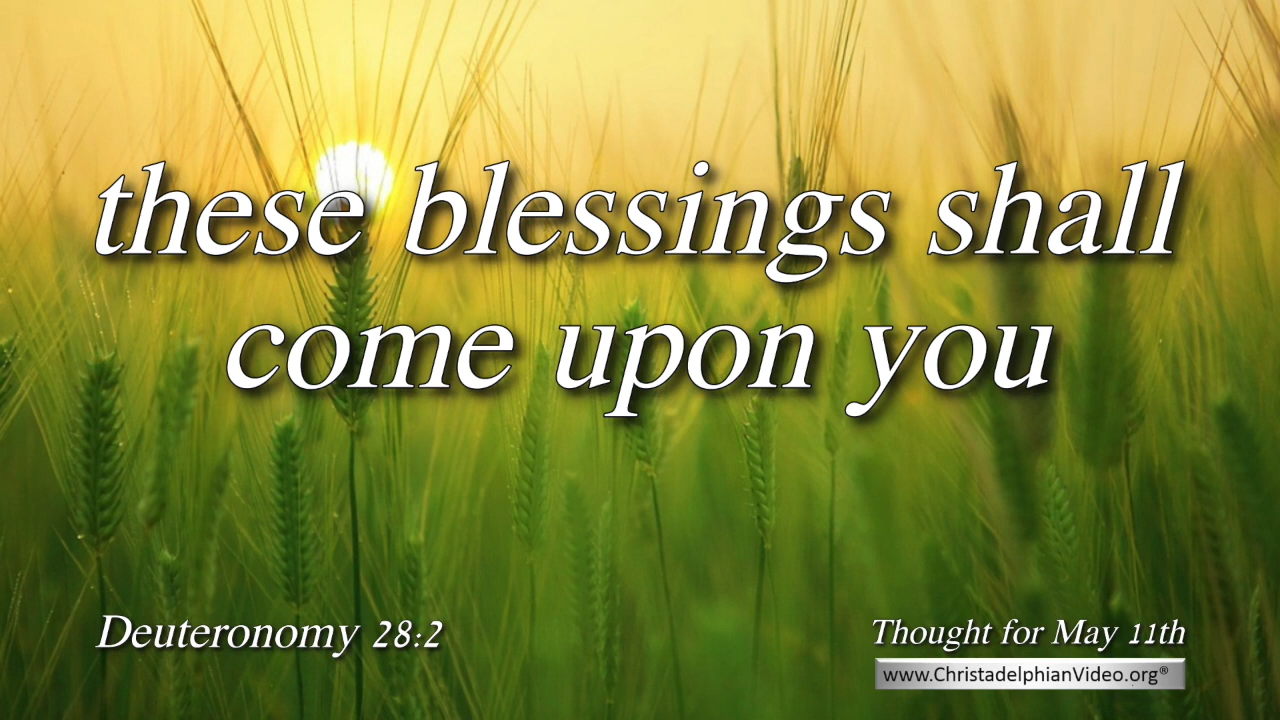 these blessings shall
come upon you
Deuteronomy 28:2
Thought for May 11th
www.ChristadelphianVideo.org®